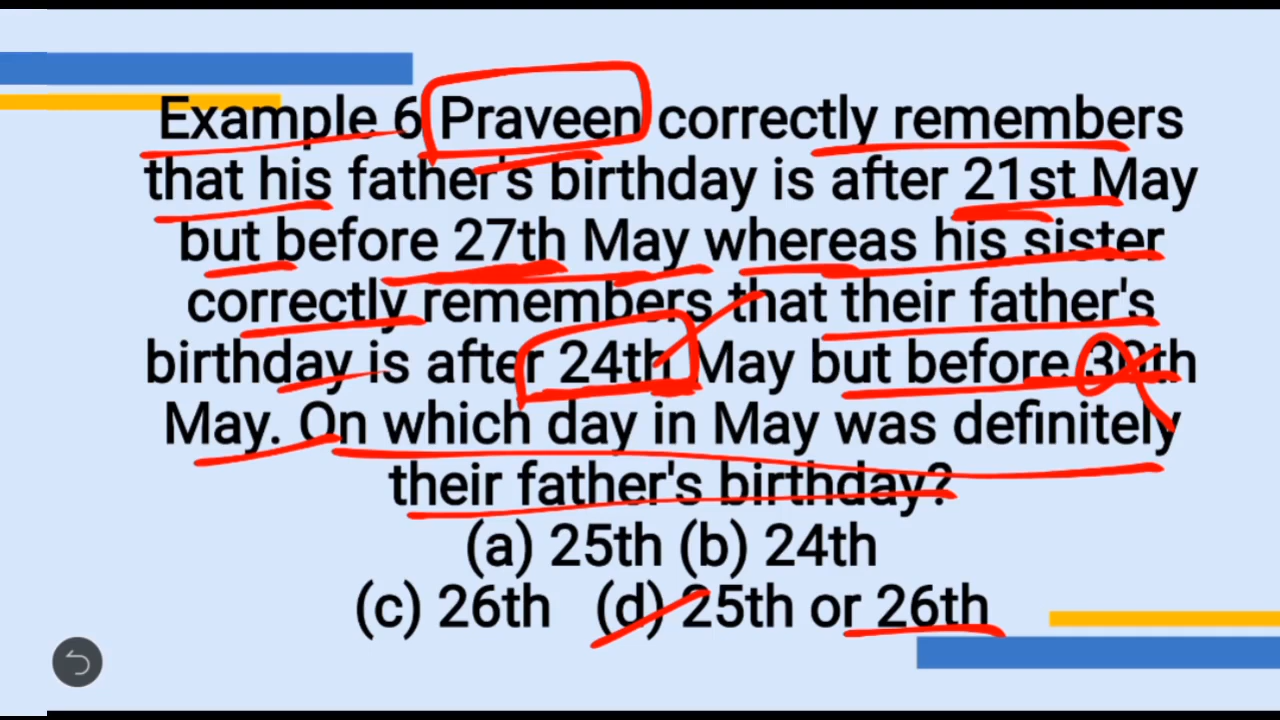 Example 6 Praveen correctly remembers
that his father's birthday is after 21st May
but before 27th May whereas his sister
correctly remembers that their father's
birthday is after 24th May but before 30th
May. On which day in May was definitely
their father's birthday?
(a) 25th (b) 24th
(c) 26th (d) 25th or 26th